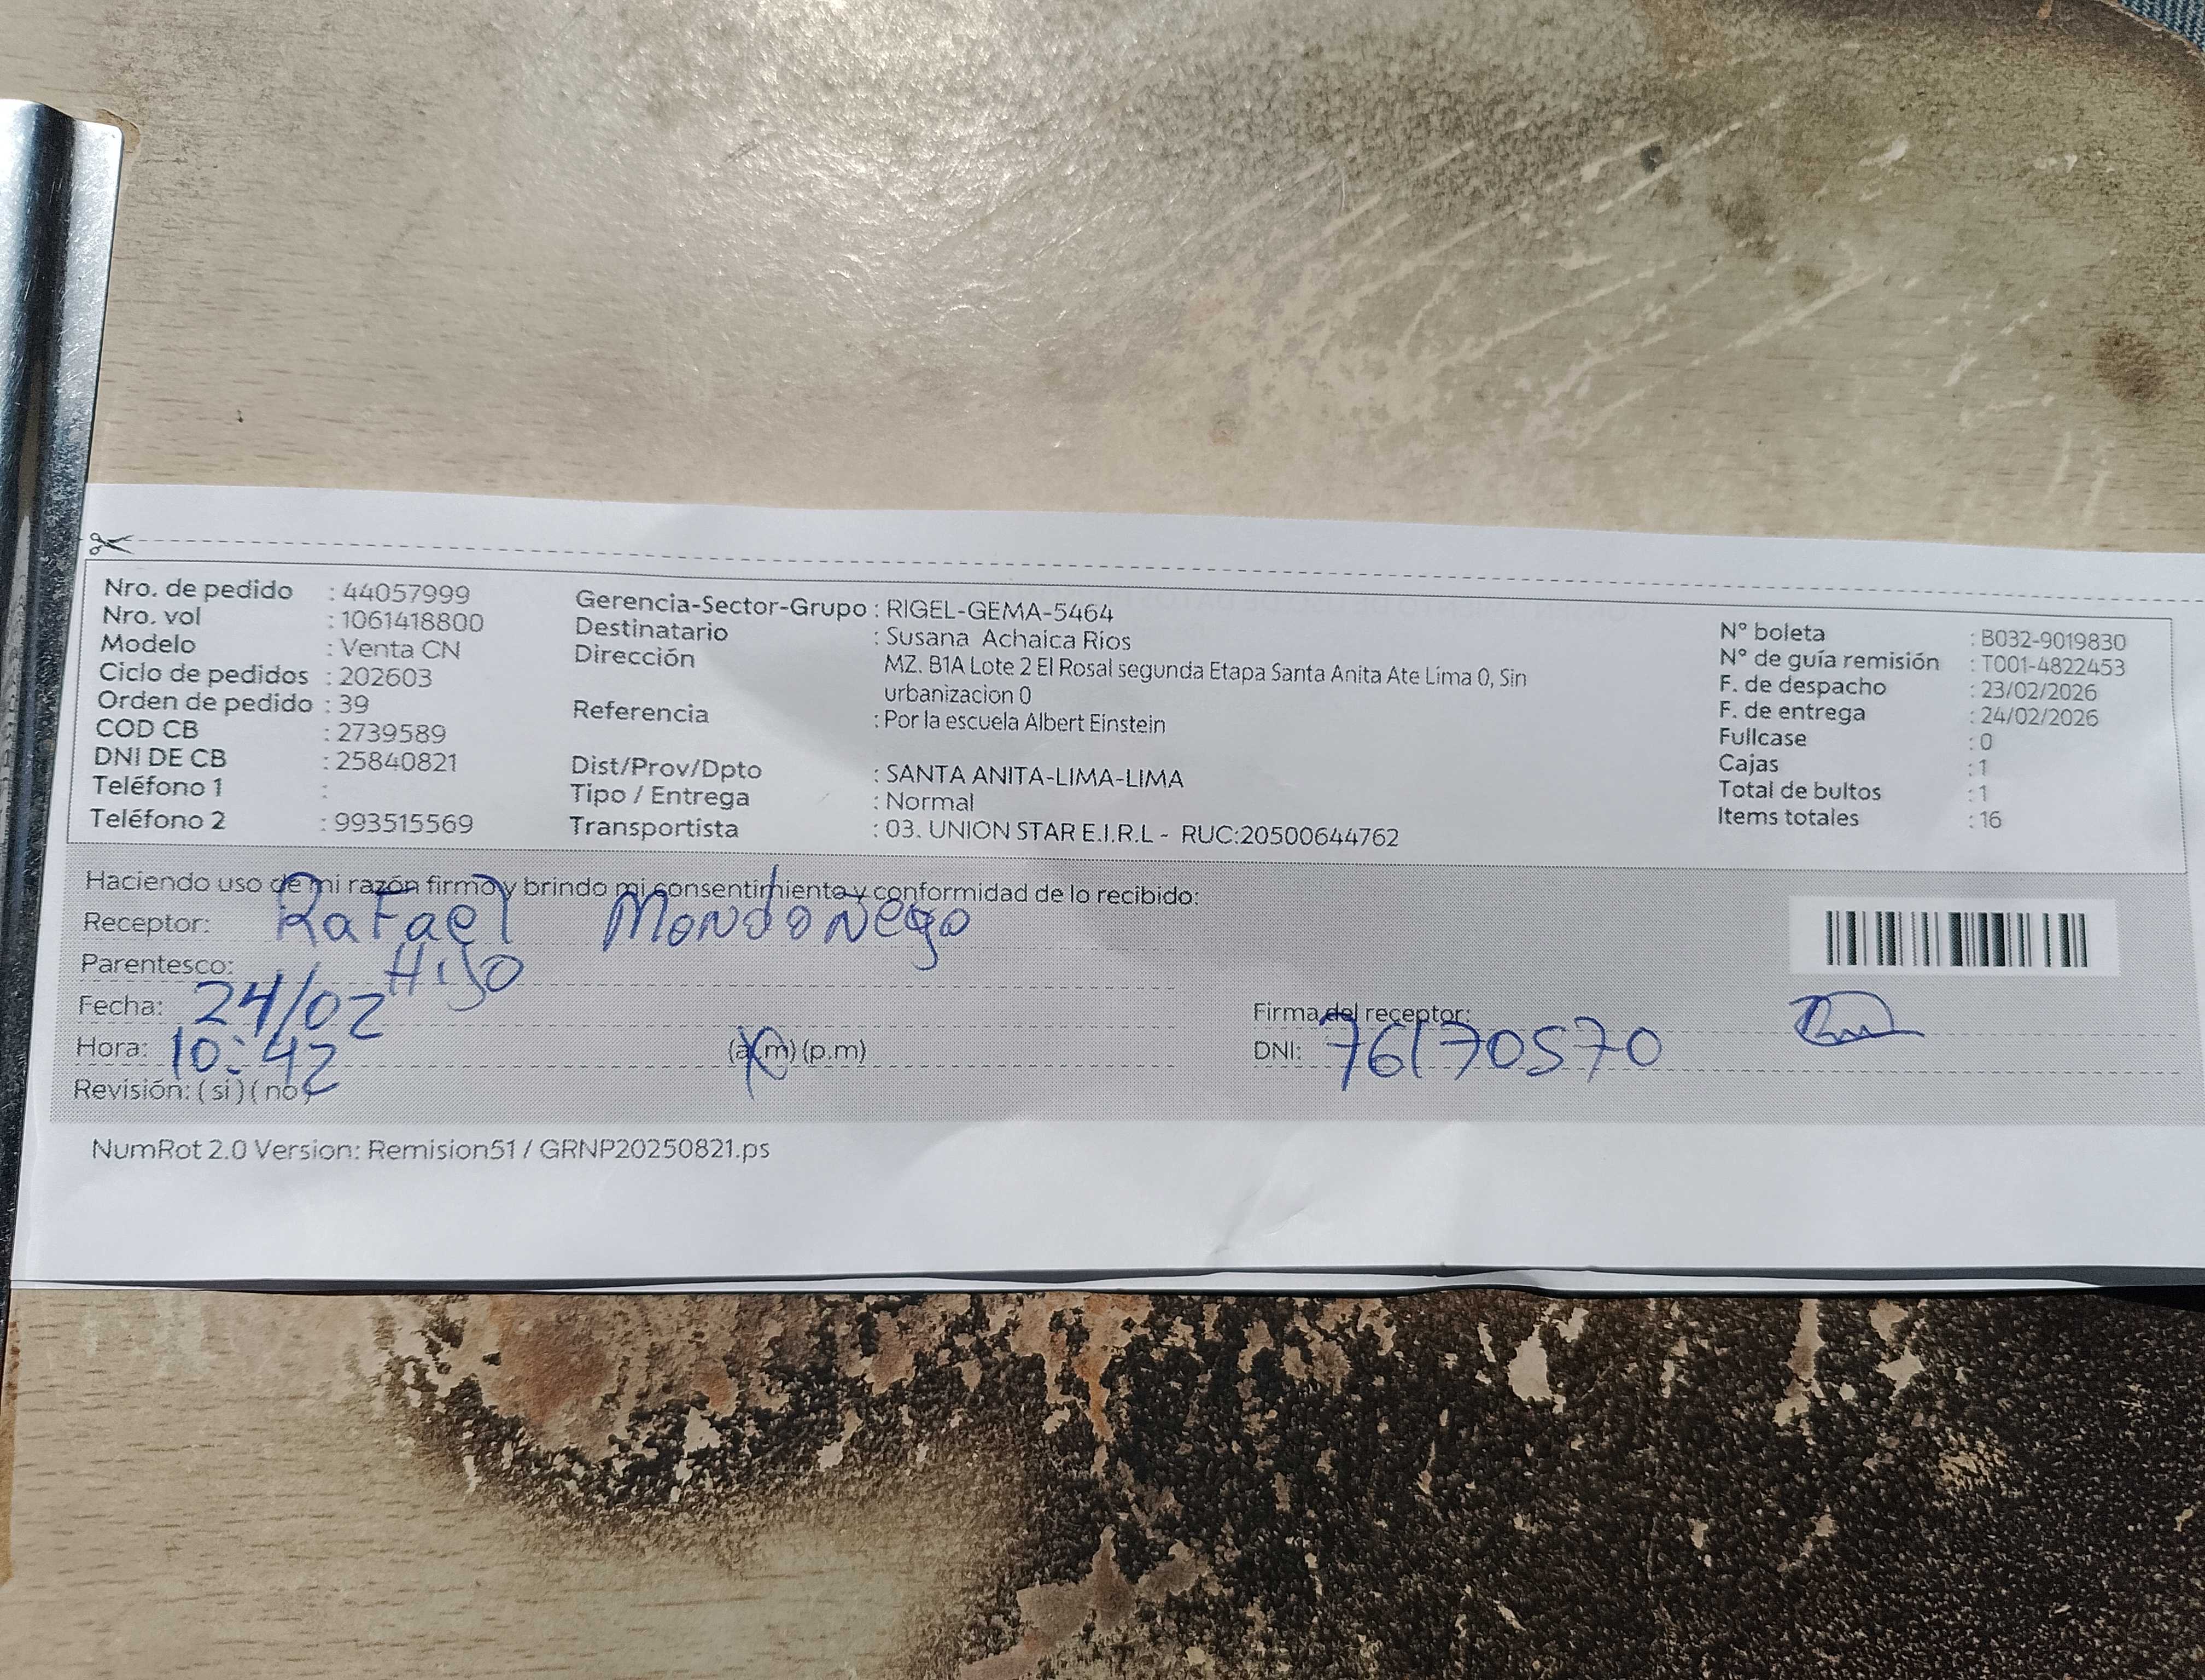 Nro. de pedido : 44057999
Nro. vol : 1061418800
Modelo : Venta CN
Ciclo de pedidos : 202603
Orden de pedido : 39
COD CB : 2739589
DNI DE CB : 25840821
Teléfono 1 :
Teléfono 2 : 993515569
Gerencia-Sector-Grupo : RIGEL-GEMA-5464
Destinatario : Susana Achaica Rios
Dirección MZ. B1A Lote 2 El Rosal segunda Etapa Santa Anita Ate Lima 0, Sin
urbanizacion 0
Referencia : Por la escuela Albert Einstein
Dist/Prov/Dpto : SANTA ANITA-LIMA-LIMA
Tipo / Entrega : Normal
Transportista : 03. UNION STAR E.I.R.L - RUC:20500644762
N° boleta : B032-9019830
N° de guía remisión : T001-4822453
F. de despacho : 23/02/2026
F. de entrega : 24/02/2026
Fullcase : 0
Cajas : 1
Total de bultos : 1
Items totales : 16
Haciendo uso de mi razón firmo y brindo mi consentimiento y conformidad de lo recibido:
Receptor: Rafael Mondoñego
Parentesco: Hijo
Fecha: 24/02
Hora: 10:42 (a.m) (p.m)
Revisión: ( si ) ( no )
Firma del receptor:
DNI: 76170570
NumRot 2.0 Version: Remision51 / GRNP20250821.ps